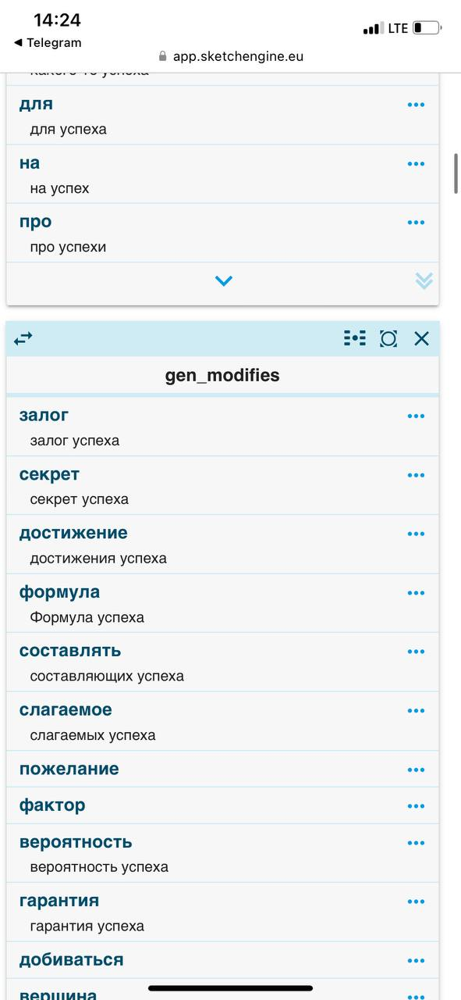 14:24
LTE
Telegram
app.sketchengine.eu
для
для успеха
на
на успех
про
про успехи
gen_modifies
залог
залог успеха
секрет
секрет успеха
достижение
достижения успеха
формула
Формула успеха
составлять
составляющих успеха
слагаемое
слагаемых успеха
пожелание
фактор
вероятность
вероятность успеха
гарантия
гарантия успеха
добиваться
вершина